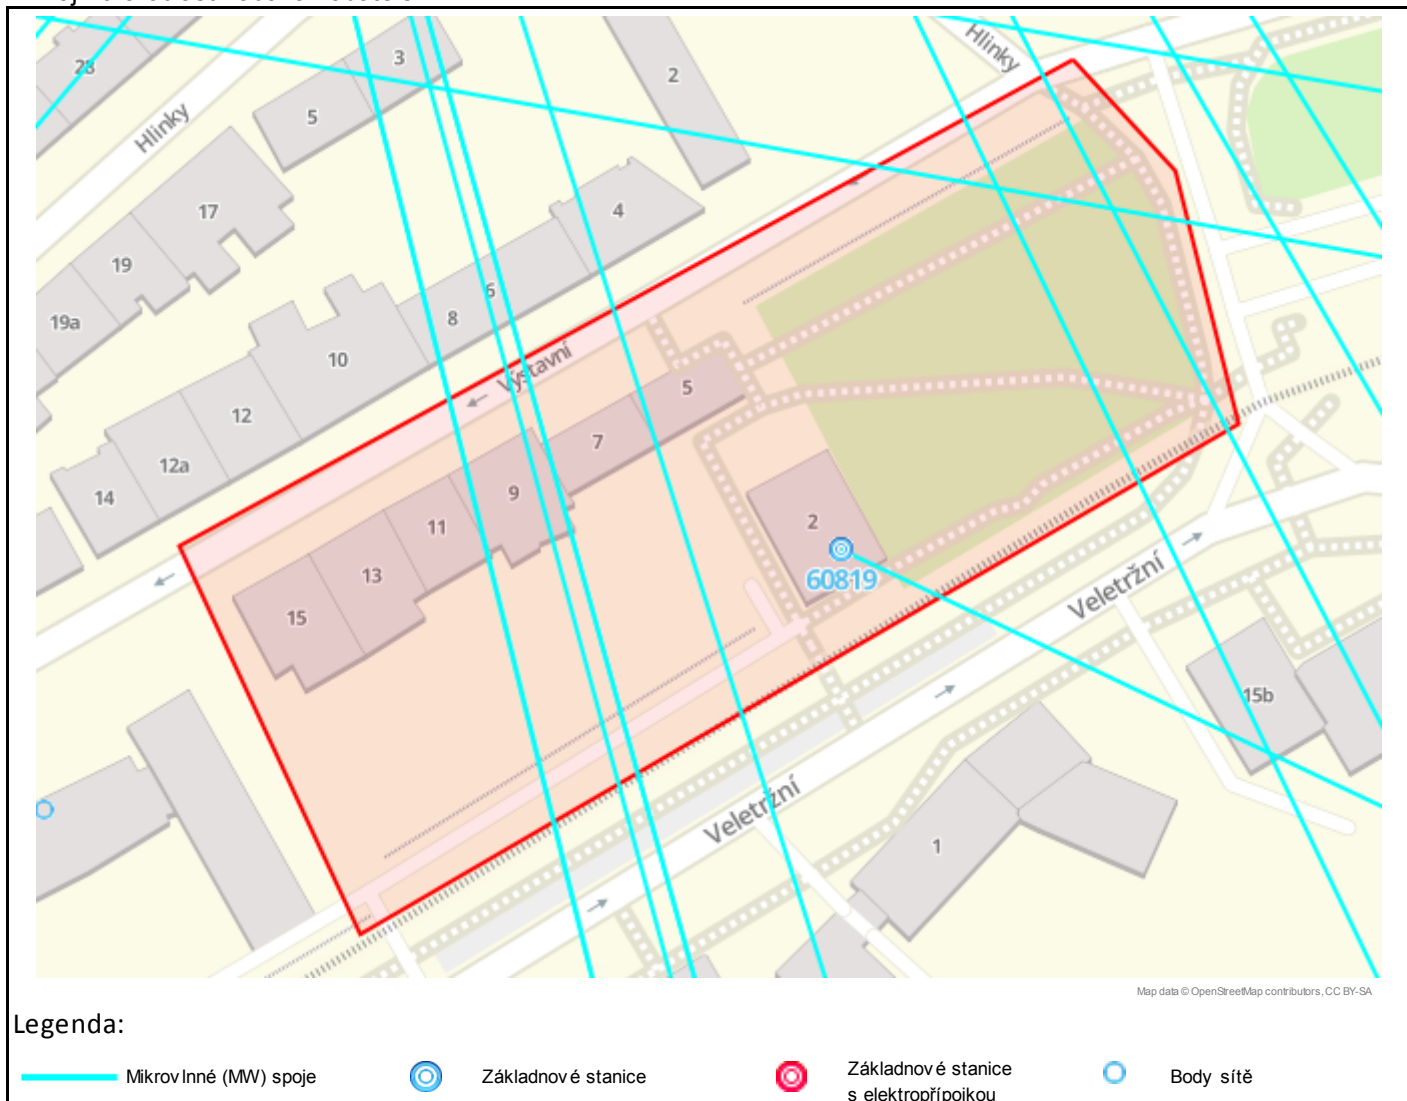 Hlinky
Hlinky
28
3
5
2
17
4
19
6
19a
8
10
Výstavní
5
12
7
12a
9
14
11
2
13
60819
Veletržní
15
15b
Veletržní
1
Map data © OpenStreetMap contributors, CC BY-SA
Legenda:
Mikrovlnné (MW) spoje
Základnové stanice
Základnové stanice
s elektropřípojkou
Body sítě